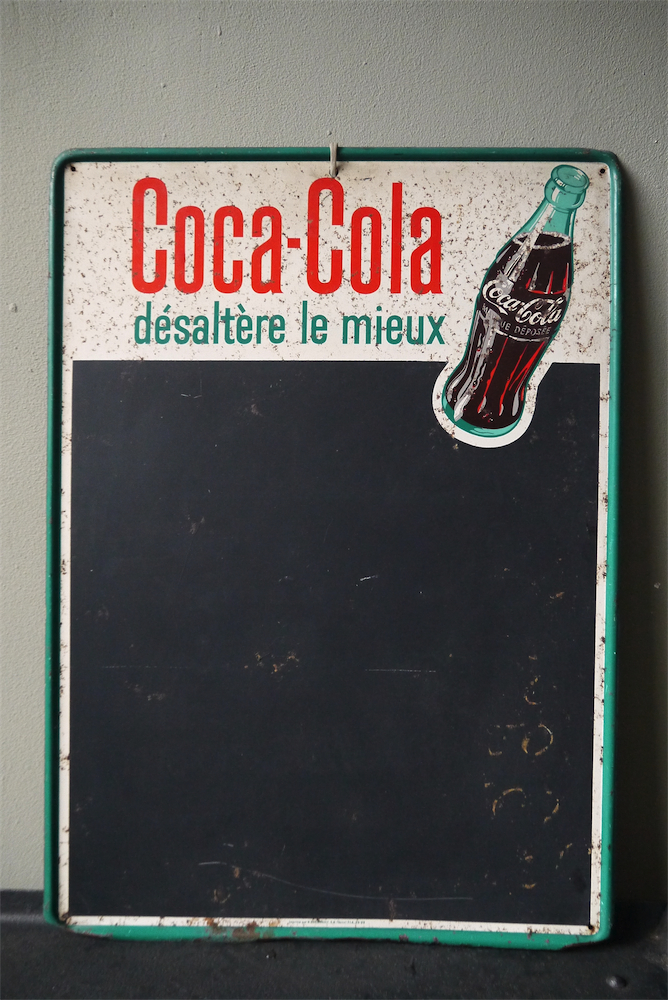 Coca-Cola
désaltère le mieux
Coca-Cola
DÉPOSÉE